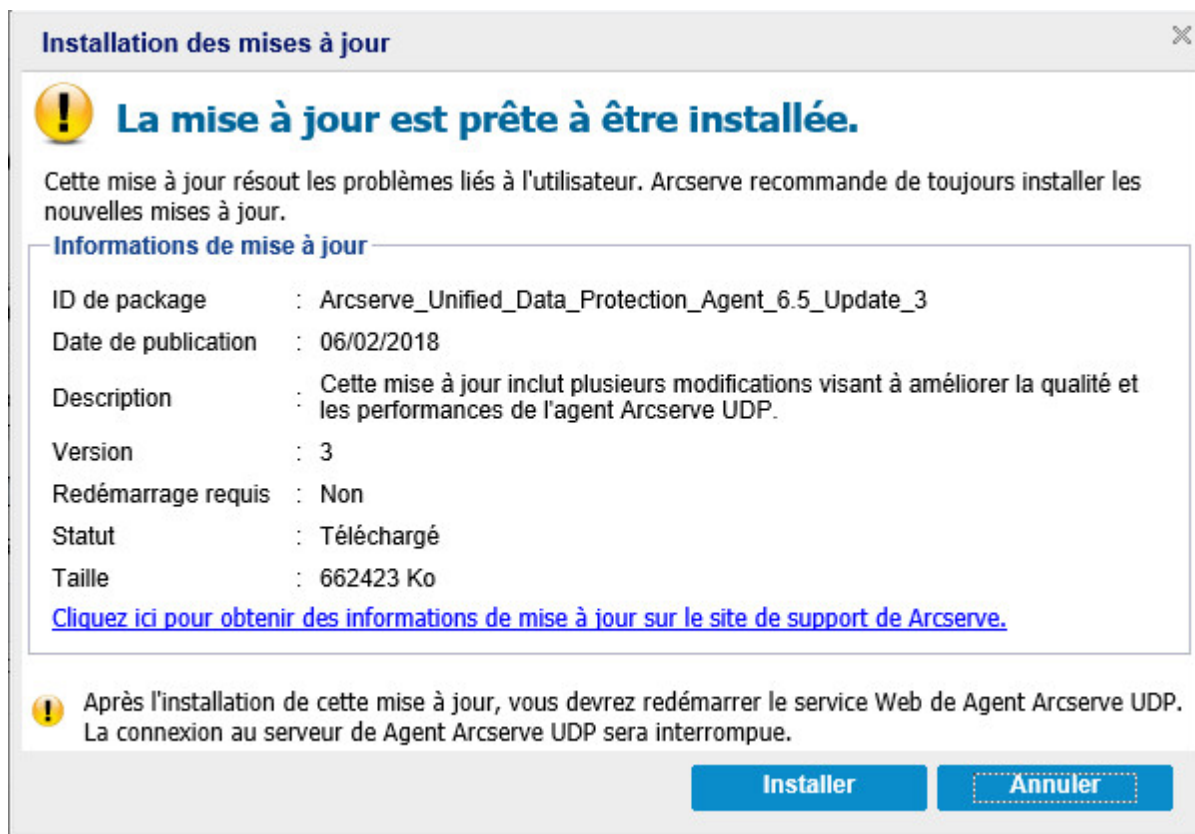 Installation des mises à jour
La mise à jour est prête à être installée.
Cette mise à jour résout les problèmes liés à l'utilisateur. Arcserve recommande de toujours installer les
nouvelles mises à jour.
Informations de mise à jour
ID de package : Arcserve_Unified_Data_Protection_Agent_6.5_Update_3
Date de publication : 06/02/2018
Description : Cette mise à jour inclut plusieurs modifications visant à améliorer la qualité et
les performances de l'agent Arcserve UDP.
Version : 3
Redémarrage requis : Non
Statut : Téléchargé
Taille : 662423 Ko
Cliquez ici pour obtenir des informations de mise à jour sur le site de support de Arcserve.
Après l'installation de cette mise à jour, vous devrez redémarrer le service Web de Agent Arcserve UDP.
La connexion au serveur de Agent Arcserve UDP sera interrompue.
Installer Annuler